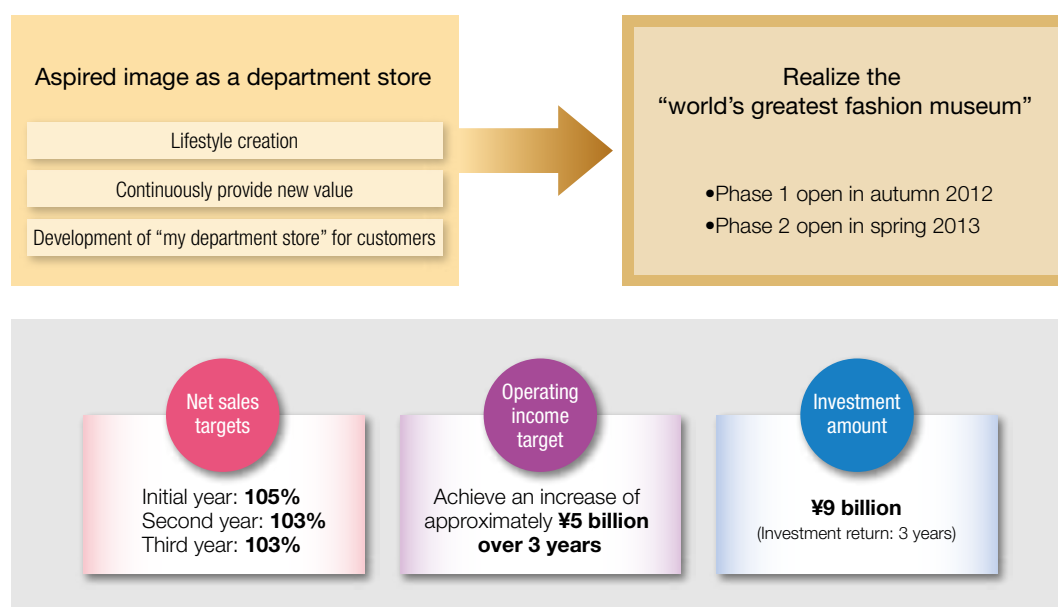 Aspired image as a department store
Lifestyle creation
Continuously provide new value
Development of “my department store” for customers
Realize the
“world’s greatest fashion museum”
•Phase 1 open in autumn 2012
•Phase 2 open in spring 2013
Net sales
targets
Initial year: 105%
Second year: 103%
Third year: 103%
Operating
income
target
Achieve an increase of
approximately ¥5 billion
over 3 years
Investment
amount
¥9 billion
(Investment return: 3 years)